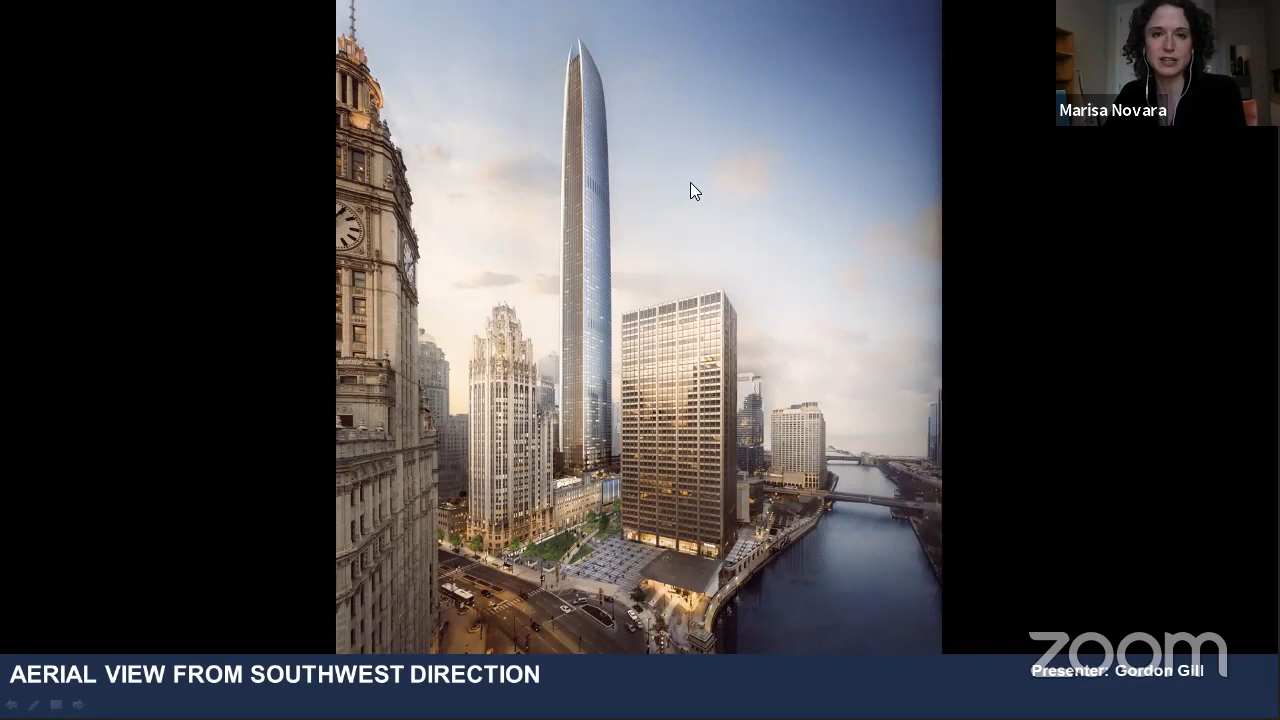 Marisa Novara
AERIAL VIEW FROM SOUTHWEST DIRECTION
Presenter: Gordon Gill
zoom